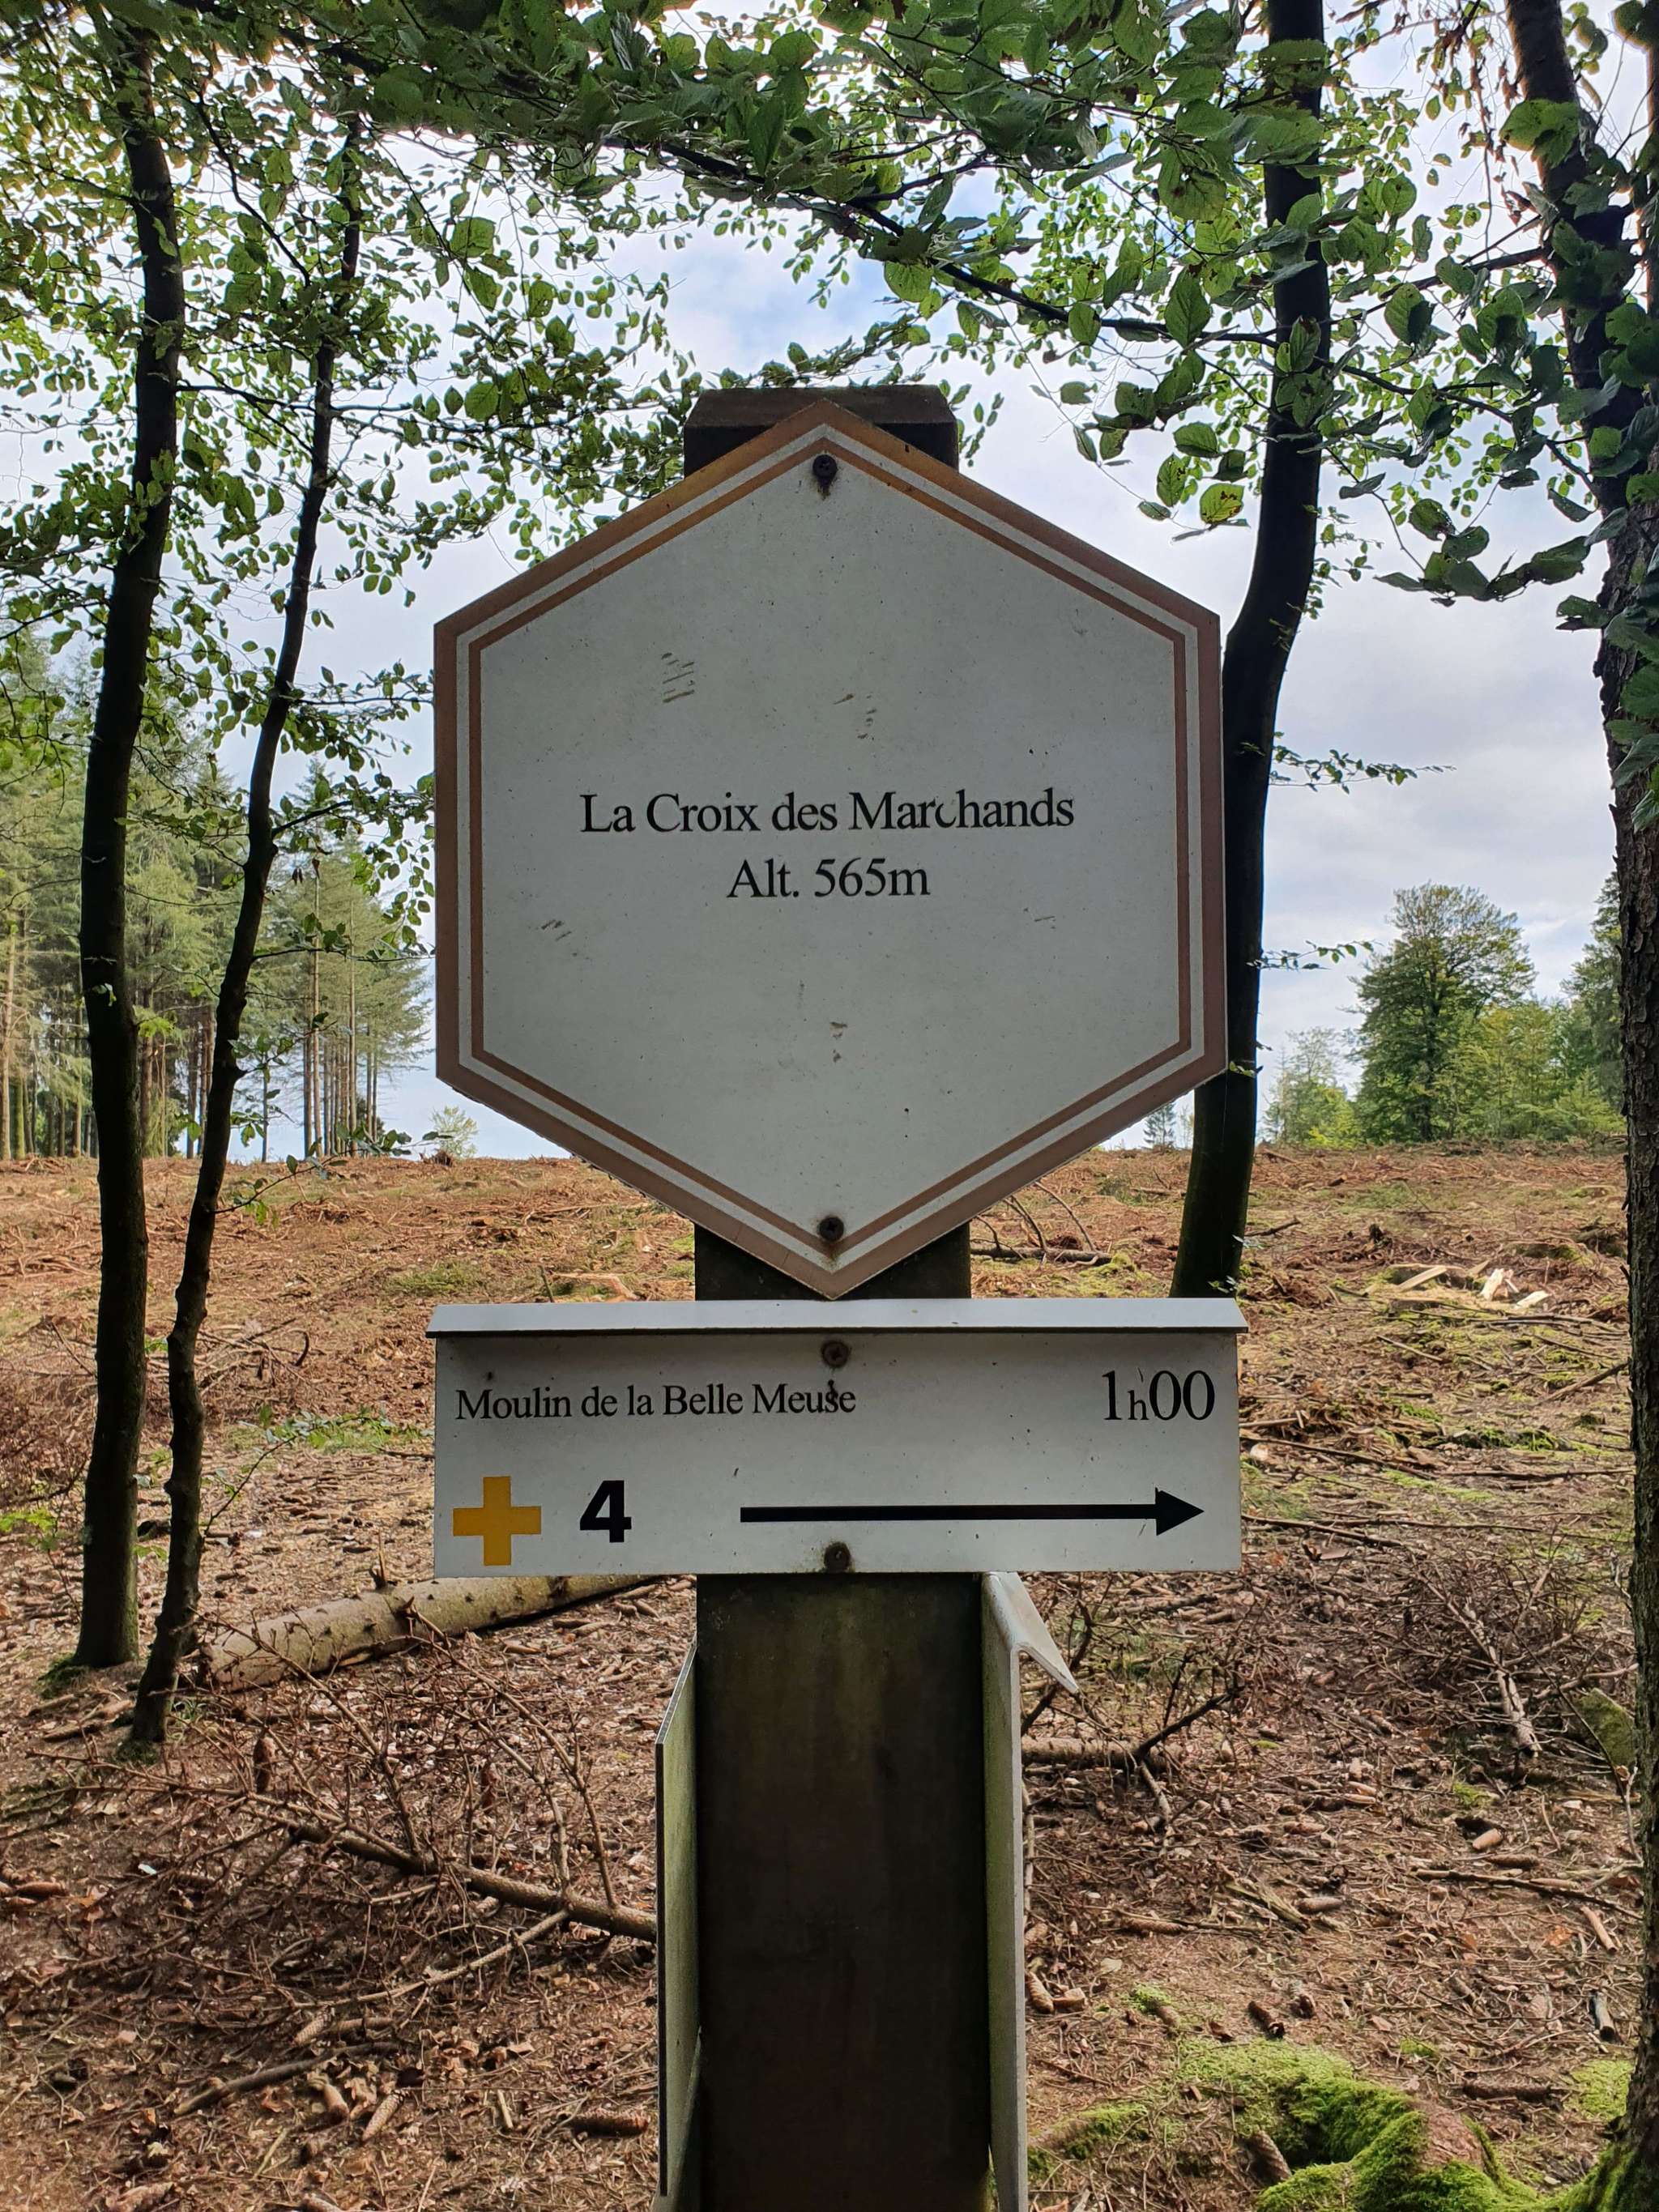 La Croix des Marchands
Alt. 565m
Moulin de la Belle Meuse 1h00
4